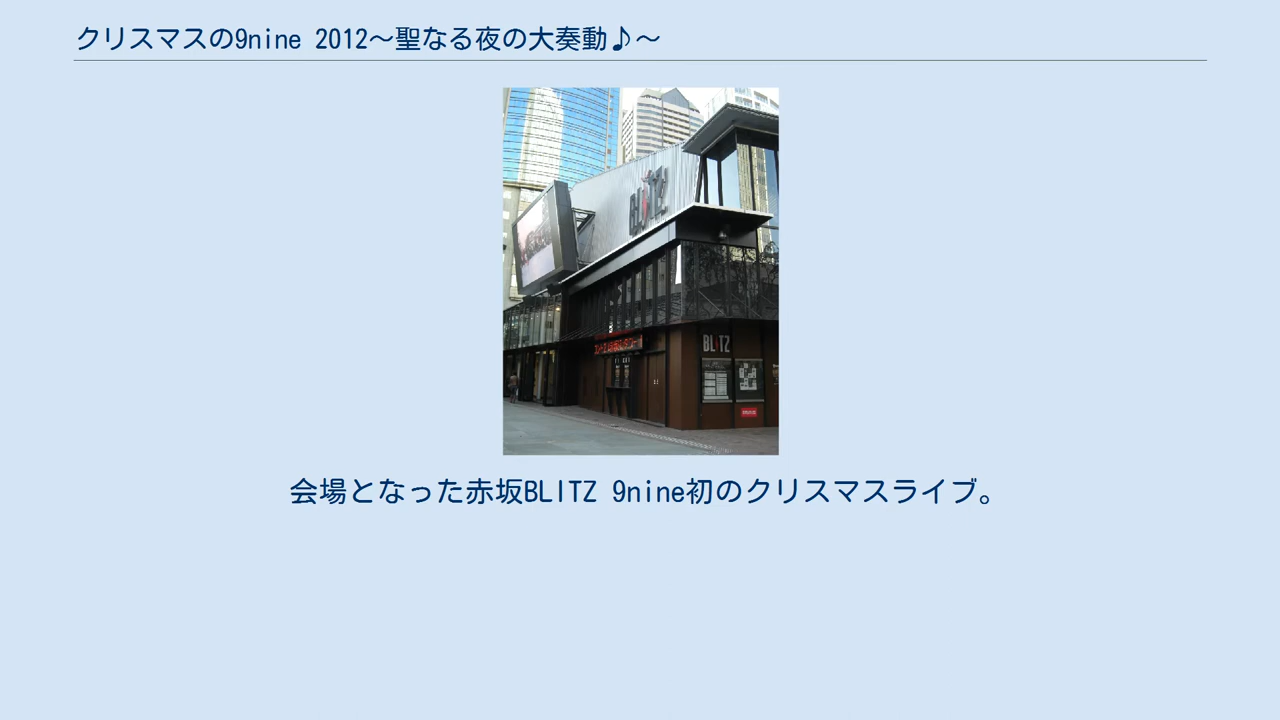 クリスマスの9nine 2012〜聖なる夜の大奏動♪〜
BLITZ
BLITZ
会場となった赤坂BLITZ 9nine初のクリスマスライブ。